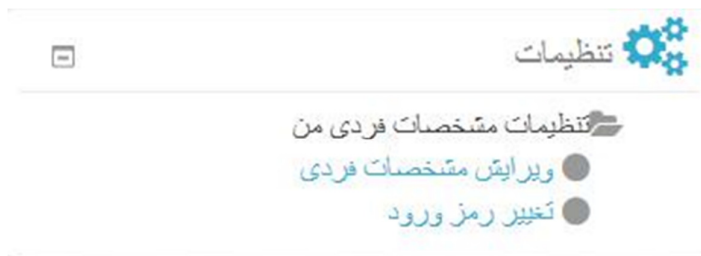 تنظیمات
تنظیمات مشخصات فردی من
ویرایش مشخصات فردی
تغییر رمز ورود